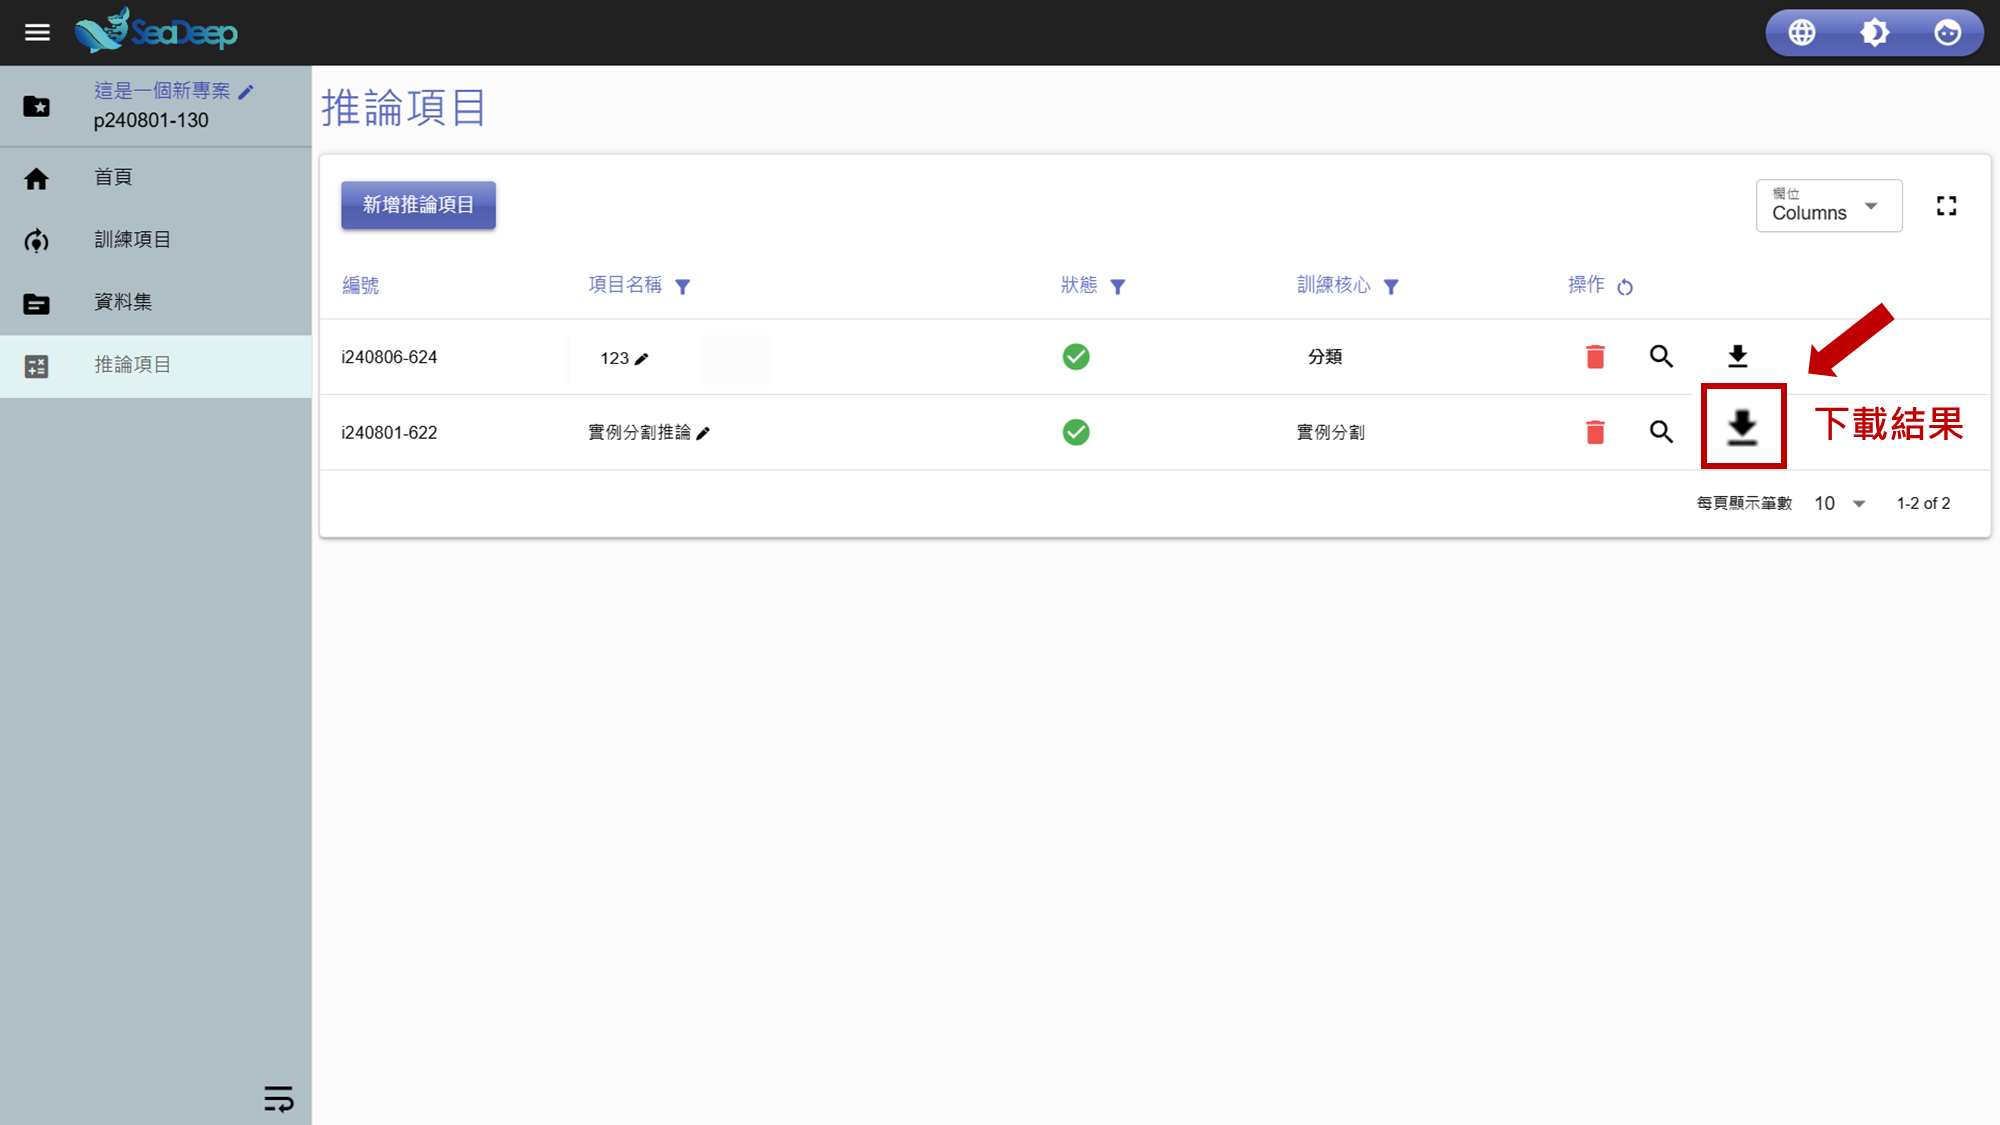 SeaDeep
這是一個新專案
p240801-130
首頁
訓練項目
資料集
推論項目
推論項目
新增推論項目
欄位
Columns
編號 項目名稱 狀態 訓練核心 操作
i240806-624 123 分類
i240801-622 實例分割推論 實例分割
下載結果
每頁顯示筆數 10 1-2 of 2